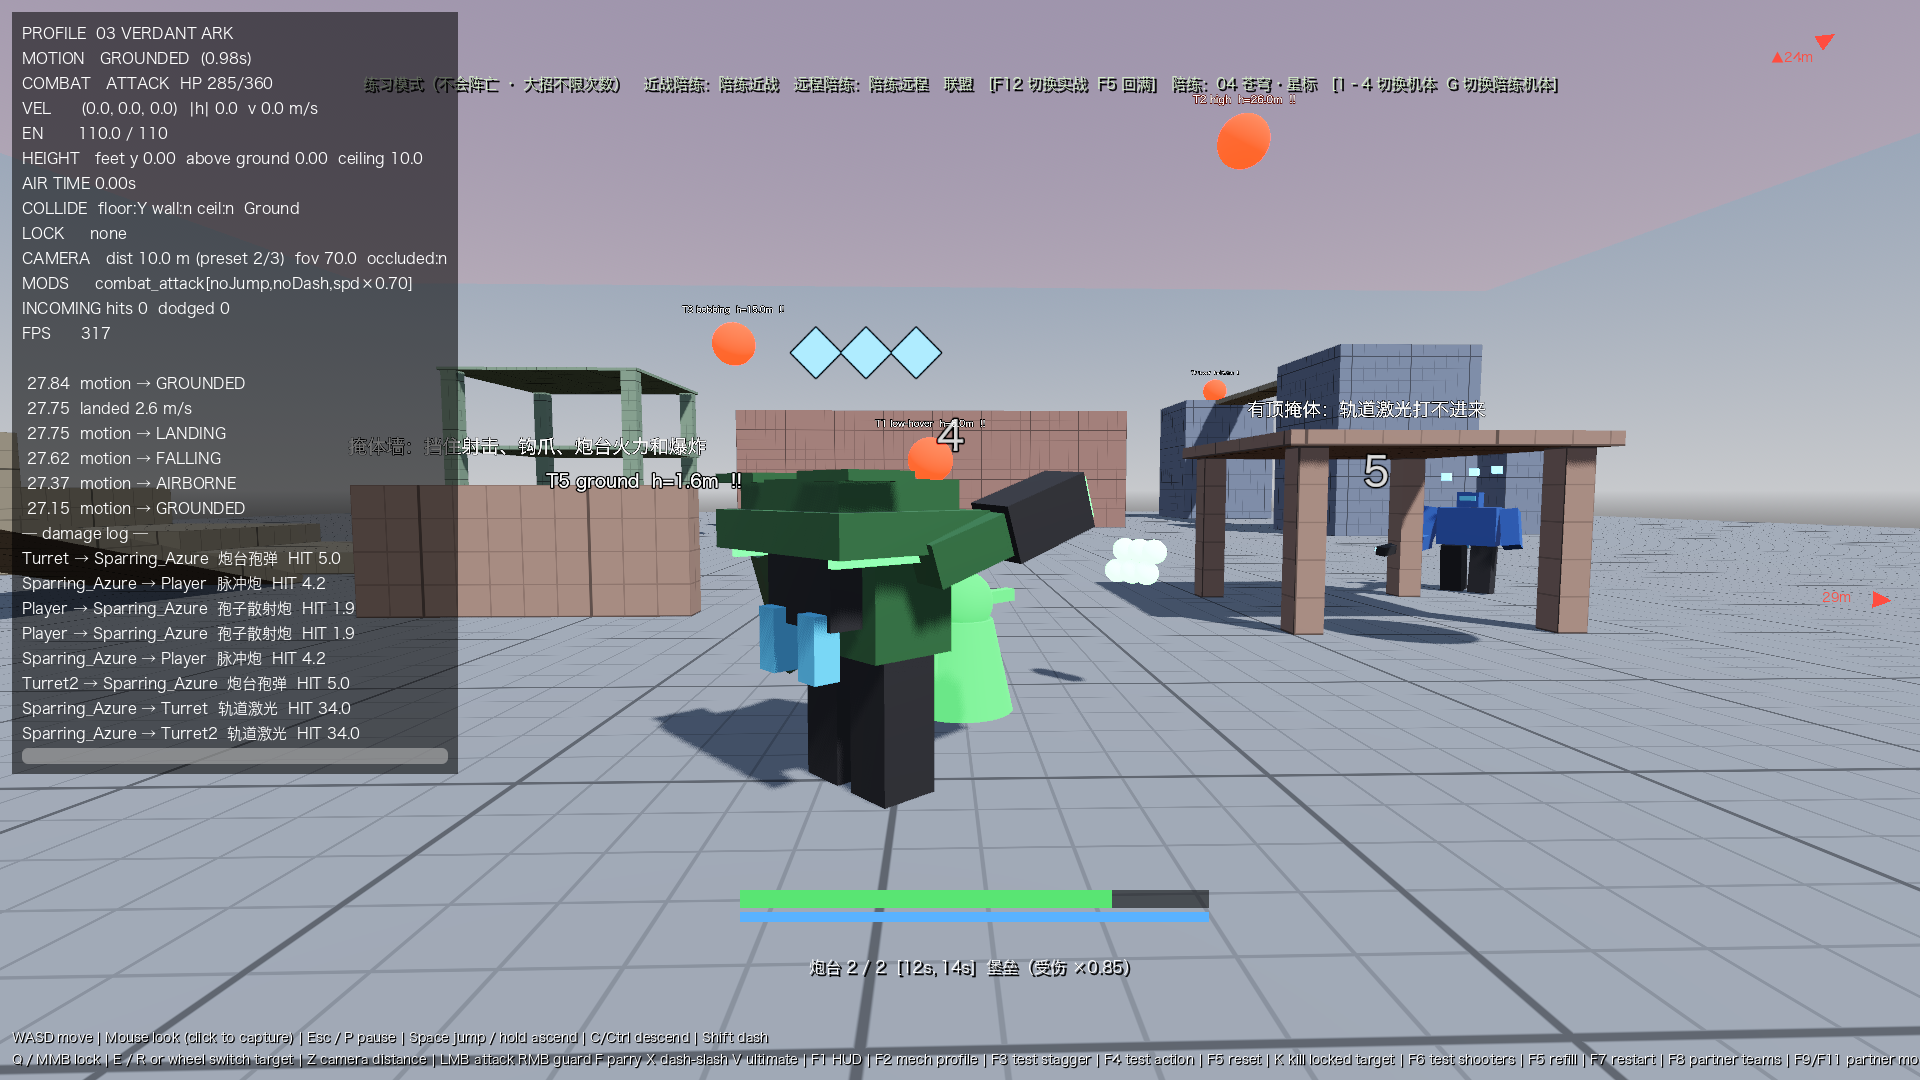 PROFILE 03 VERDANT ARK
MOTION GROUNDED (0.98s)
COMBAT ATTACK HP 285/360
VEL (0.0, 0.0, 0.0) |h| 0.0 v 0.0 m/s
EN 110.0 / 110
HEIGHT feet y 0.00 above ground 0.00 ceiling 10.0
AIR TIME 0.00s
COLLIDE floor:Y wall:n ceil:n Ground
LOCK none
CAMERA dist 10.0 m (preset 2/3) fov 70.0 occluded:n
MODS combat_attack[noJump,noDash,spd×0.70]
INCOMING hits 0 dodged 0
FPS 317
27.84 motion → GROUNDED
27.75 landed 2.6 m/s
27.75 motion → LANDING
27.62 motion → FALLING
27.37 motion → AIRBORNE
27.15 motion → GROUNDED
— damage log —
Turret → Sparring_Azure 炮台孢弹 HIT 5.0
Sparring_Azure → Player 脉冲炮 HIT 4.2
Player → Sparring_Azure 孢子散射炮 HIT 1.9
Player → Sparring_Azure 孢子散射炮 HIT 1.9
Sparring_Azure → Player 脉冲炮 HIT 4.2
Turret2 → Sparring_Azure 炮台孢弹 HIT 5.0
Sparring_Azure → Turret 轨道激光 HIT 34.0
Sparring_Azure → Turret2 轨道激光 HIT 34.0
练习模式（不会阵亡 · 大招不限次数） 近战陪练：陪练近战 远程陪练：陪练远程 联盟 [F12 切换实战 F5 回满] 陪练：04 苍穹·星标 [1 - 4 切换机体 G 切换陪练机体]
▲24m
T2 high h=26.0m !!
T3 bobbing h=15.0m !!
T1 low hover
4
有顶掩体：轨道激光打不进来
掩体墙：挡住射击、钩爪、炮台火力和爆炸
T5 ground h=1.6m !!
5
29m
炮台 2 / 2 [12s, 14s] 堡垒（受伤 ×0.85）
WASD move | Mouse look (click to capture) | Esc / P pause | Space jump / hold ascend | C/Ctrl descend | Shift dash
Q / MMB lock | E / R or wheel switch target | Z camera distance | LMB attack RMB guard F parry X dash-slash V ultimate | F1 HUD | F2 mech profile | F3 test stagger | F4 test action | F5 reset | K kill locked target | F6 test shooters | F5 refill | F7 restart | F8 partner teams | F9/F11 partner mo